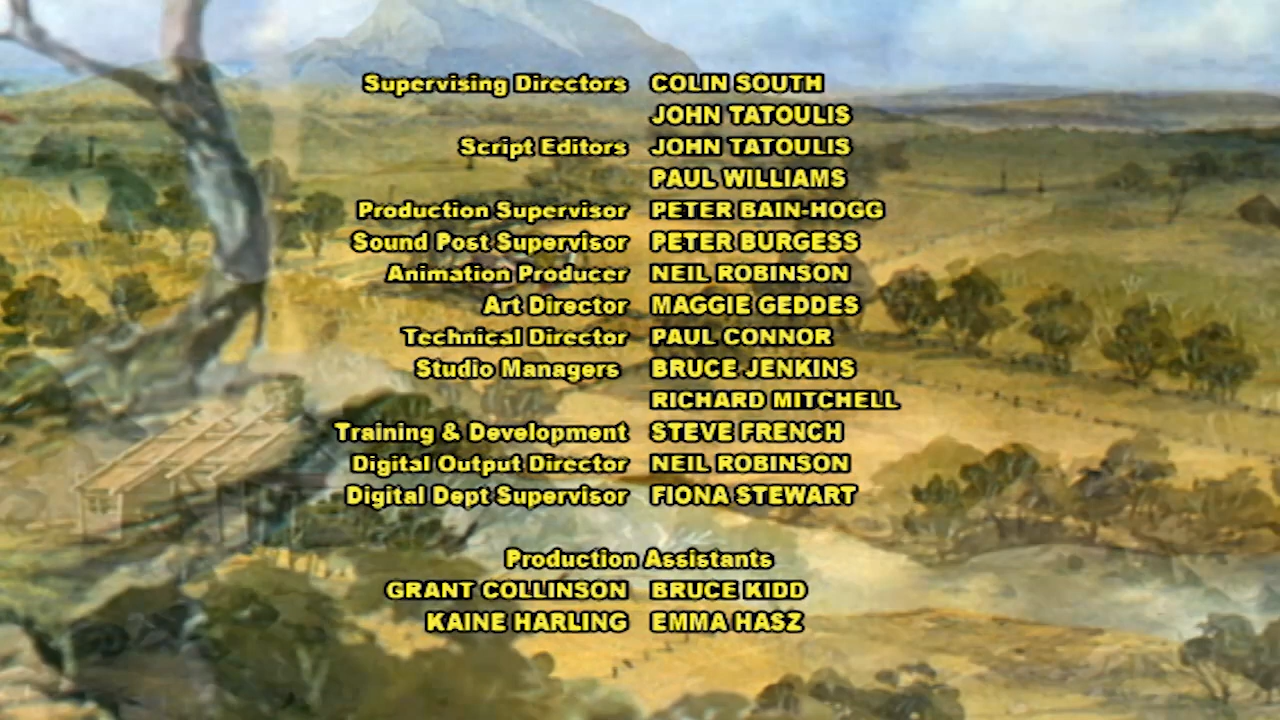 Supervising Directors COLIN SOUTH
JOHN TATOULIS
Script Editors JOHN TATOULIS
PAUL WILLIAMS
Production Supervisor PETER BAIN-HOGG
Sound Post Supervisor PETER BURGESS
Animation Producer NEIL ROBINSON
Art Director MAGGIE GEDDES
Technical Director PAUL CONNOR
Studio Managers BRUCE JENKINS
RICHARD MITCHELL
Training & Development STEVE FRENCH
Digital Output Director NEIL ROBINSON
Digital Dept Supervisor FIONA STEWART
Production Assistants
GRANT COLLINSON BRUCE KIDD
KAINE HARLING EMMA HASZ